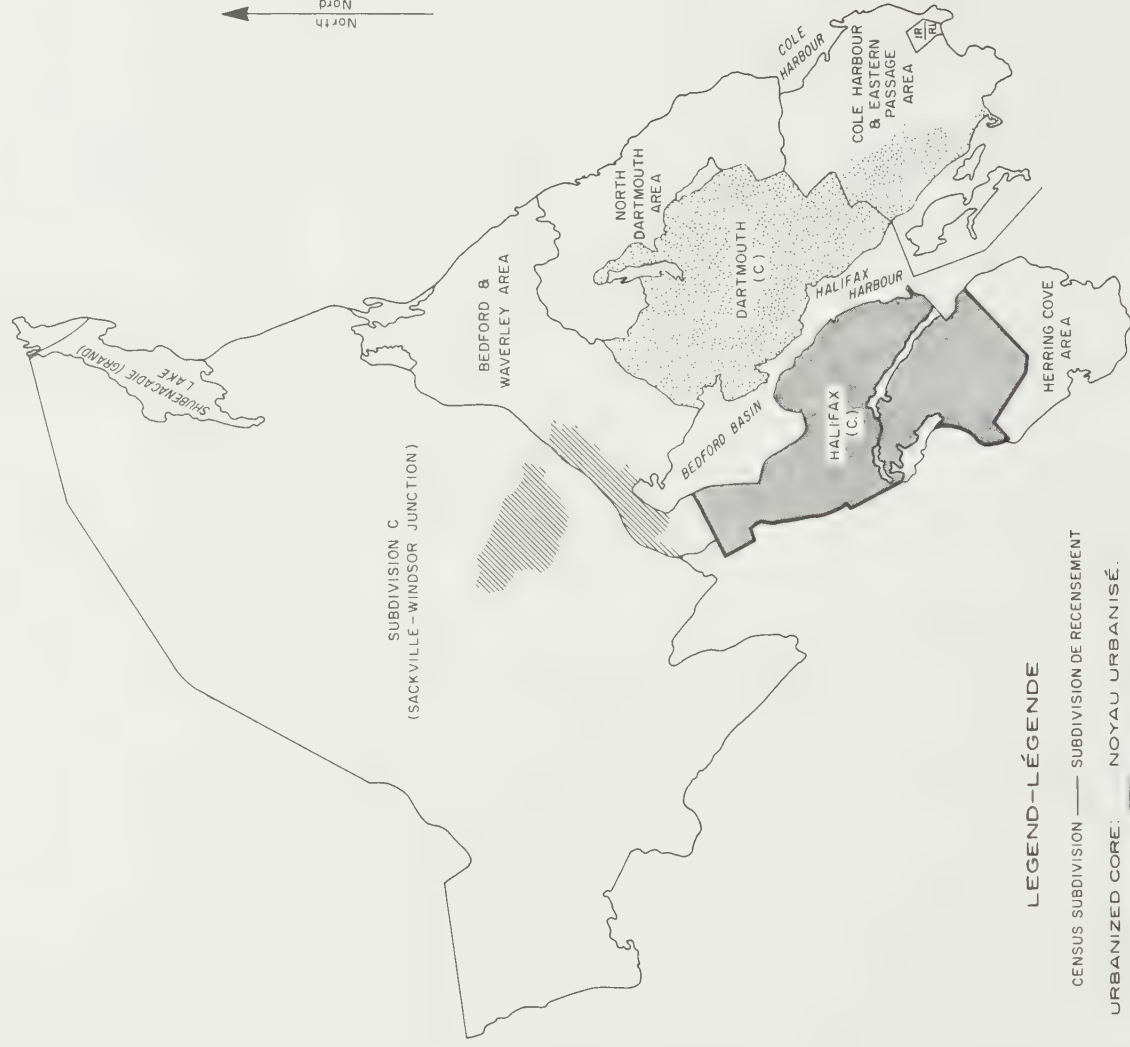 North
Nord
SHUBENACADIE (GRAND)
LAKE
BEDFORD &
WAVERLEY AREA
NORTH
DARTMOUTH
AREA
COLE
HARBOUR
COLE HARBOUR
& EASTERN
PASSAGE
AREA
IR
RI
SUBDIVISION C
(SACKVILLE-WINDSOR JUNCTION)
DARTMOUTH
(C)
HALIFAX
HARBOUR
BEDFORD BASIN
HALIFAX
(C.)
HERRING COVE
AREA
LEGEND-LÉGENDE
CENSUS SUBDIVISION —— SUBDIVISION DE RECENSEMENT
URBANIZED CORE: NOYAU URBANISÉ.